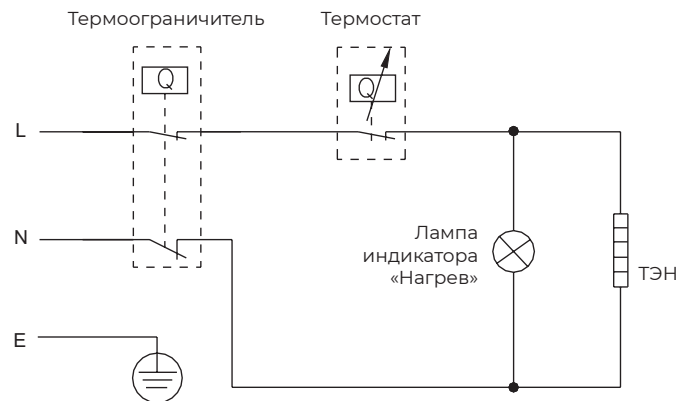 Термоограничитель
Термостат
Q
Q
L
N
Лампа
индикатора
«Нагрев»
ТЭН
E